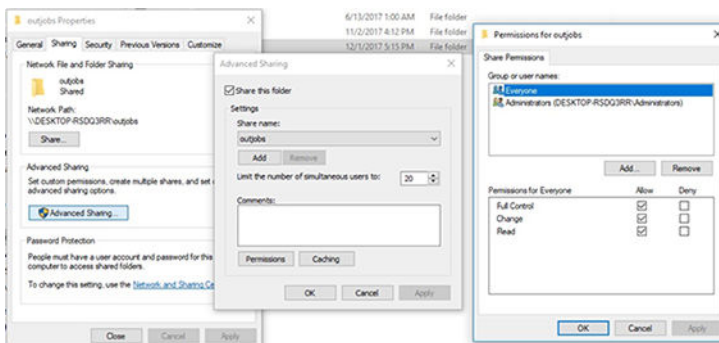 6/13/2017 1:00 AM File folder
11/2/2017 4:12 PM File folder
12/1/2017 5:15 PM File folder
outjobs Properties
General Sharing Security Previous Versions Customize
Network File and Folder Sharing
outjobs
Shared
Network Path:
\\DESKTOP-RSDQ3RR\outjobs
Share...
Advanced Sharing
Set custom permissions, create multiple shares, and set
advanced sharing options.
Advanced Sharing...
Password Protection
People must have a user account and password for this
computer to access shared folders.
To change this setting, use the Network and Sharing Ce
Close Cancel Apply
Advanced Sharing
Share this folder
Settings
Share name:
outjobs
Add Remove
Limit the number of simultaneous users to: 20
Comments:
Permissions Caching
OK Cancel Apply
Permissions for outjobs
Share Permissions
Group or user names:
Everyone
Administrators (DESKTOP-RSDQ3RR\Administrators)
Add... Remove
Permissions for Everyone Allow Deny
Full Control
Change
Read
OK Cancel Apply